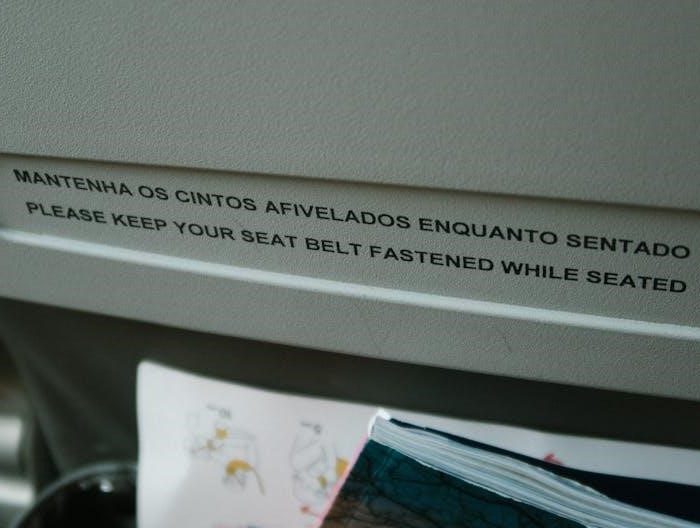 MANTENHA OS CINTOS AFIVELADOS ENQUANTO SENTADO
PLEASE KEEP YOUR SEAT BELT FASTENED WHILE SEATED